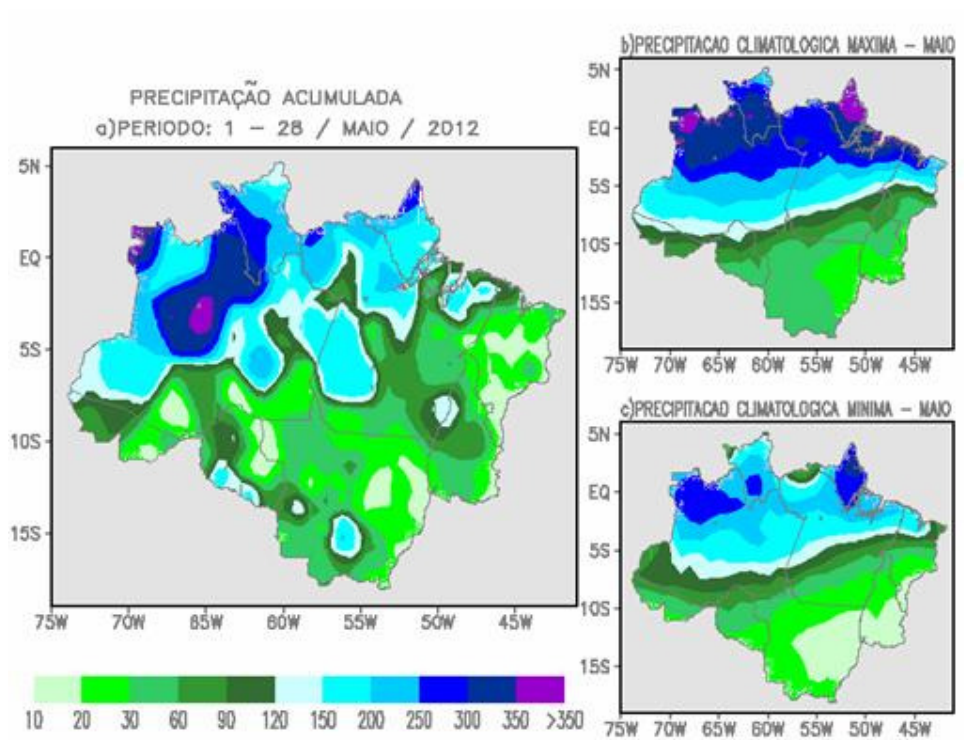 PRECIPITAÇÃO ACUMULADA
a)PERIODO: 1 – 28 / MAIO / 2012
5N
EQ
5S
10S
15S
75W 70W 65W 60W 55W 50W 45W
10 20 30 60 90 120 150 200 250 300 350 >350
b)PRECIPITACAO CLIMATOLOGICA MAXIMA – MAIO
5N
EQ
5S
10S
15S
75W 70W 65W 60W 55W 50W 45W
c)PRECIPITACAO CLIMATOLOGICA MINIMA – MAIO
5N
EQ
5S
10S
15S
75W 70W 65W 60W 55W 50W 45W